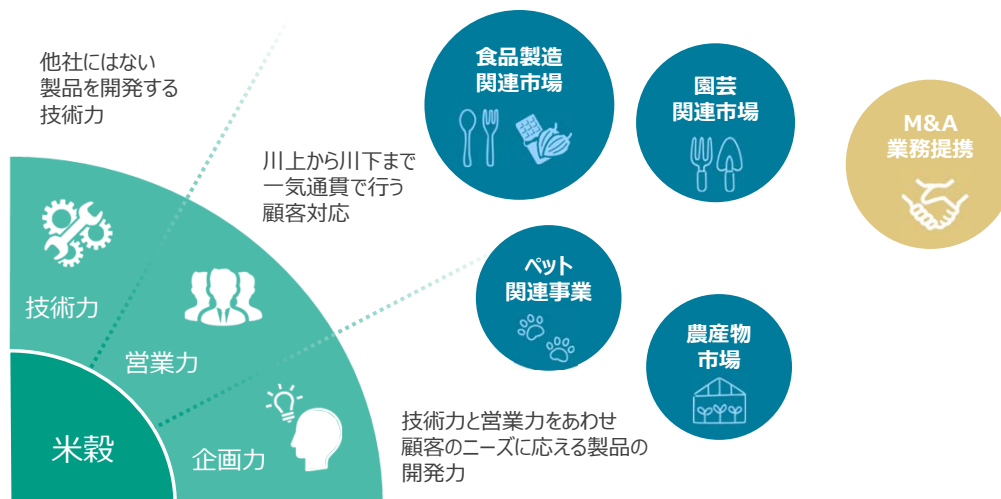 他社にはない
製品を開発する
技術力
川上から川下まで
一気通貫で行う
顧客対応
技術力と営業力をあわせ
顧客のニーズに応える製品の
開発力
技術力
営業力
企画力
米穀
食品製造
関連市場
園芸
関連市場
ペット
関連事業
農産物
市場
M&A
業務提携